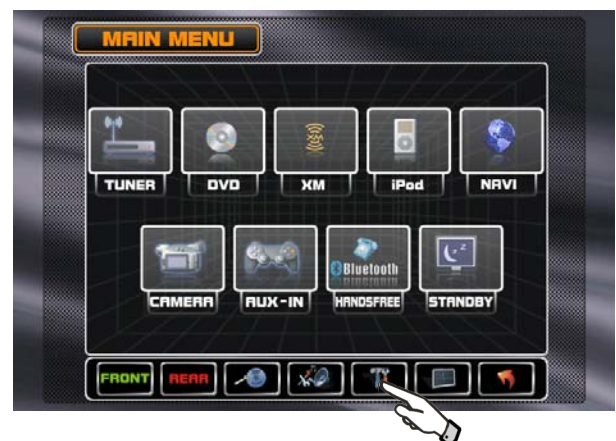 MAIN MENU
TUNER DVD XM iPod NAVI
Bluetooth
CAMERA AUX-IN HANDSFREE STANDBY
FRONT REAR